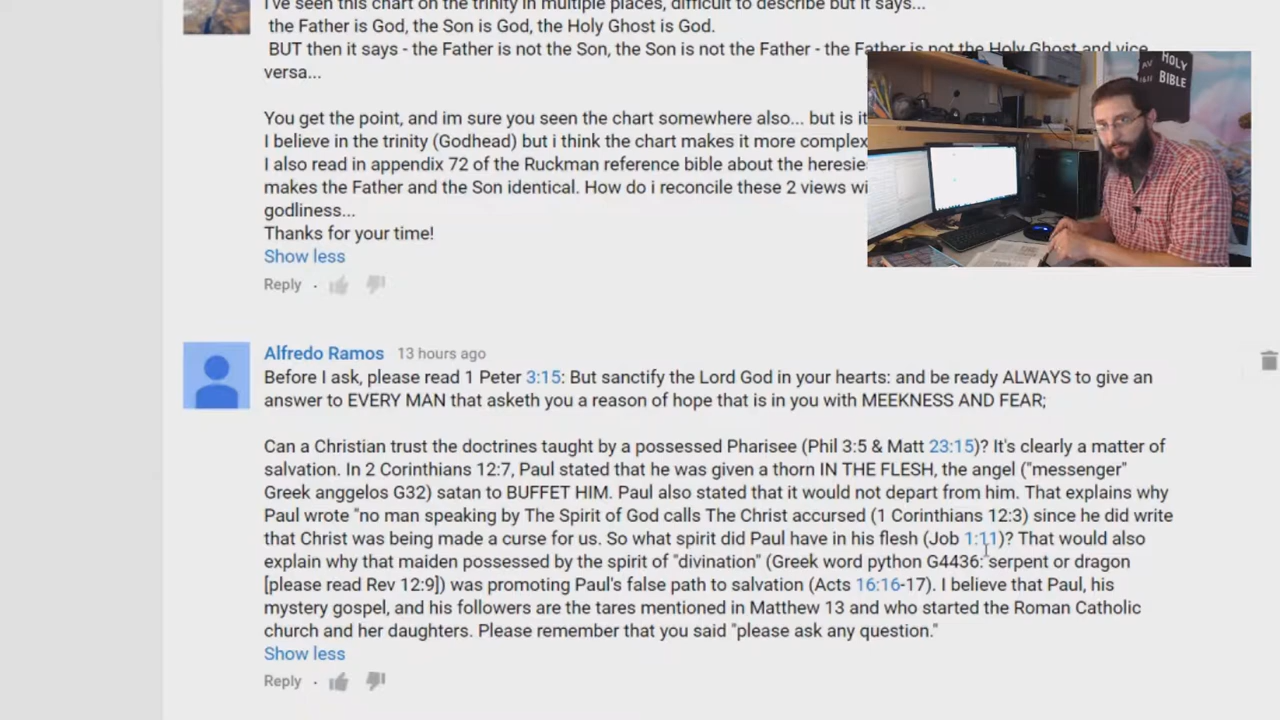 I've seen this chart on the trinity in multiple places, difficult to describe but it says...
the Father is God, the Son is God, the Holy Ghost is God.
BUT then it says - the Father is not the Son, the Son is not the Father - the Father is not the Holy Ghost and vice
versa...
HOLY
BIBLE
AV
1611
You get the point, and im sure you seen the chart somewhere also... but is it
I believe in the trinity (Godhead) but i think the chart makes it more complex
I also read in appendix 72 of the Ruckman reference bible about the heresie
makes the Father and the Son identical. How do i reconcile these 2 views wi
godliness...
Thanks for your time!
Show less
Reply
Alfredo Ramos 13 hours ago
Before I ask, please read 1 Peter 3:15: But sanctify the Lord God in your hearts: and be ready ALWAYS to give an
answer to EVERY MAN that asketh you a reason of hope that is in you with MEEKNESS AND FEAR;
Can a Christian trust the doctrines taught by a possessed Pharisee (Phil 3:5 & Matt 23:15)? It's clearly a matter of
salvation. In 2 Corinthians 12:7, Paul stated that he was given a thorn IN THE FLESH, the angel ("messenger"
Greek anggelos G32) satan to BUFFET HIM. Paul also stated that it would not depart from him. That explains why
Paul wrote "no man speaking by The Spirit of God calls The Christ accursed (1 Corinthians 12:3) since he did write
that Christ was being made a curse for us. So what spirit did Paul have in his flesh (Job 1:11)? That would also
explain why that maiden possessed by the spirit of "divination" (Greek word python G4436: serpent or dragon
[please read Rev 12:9]) was promoting Paul's false path to salvation (Acts 16:16-17). I believe that Paul, his
mystery gospel, and his followers are the tares mentioned in Matthew 13 and who started the Roman Catholic
church and her daughters. Please remember that you said "please ask any question."
Show less
Reply